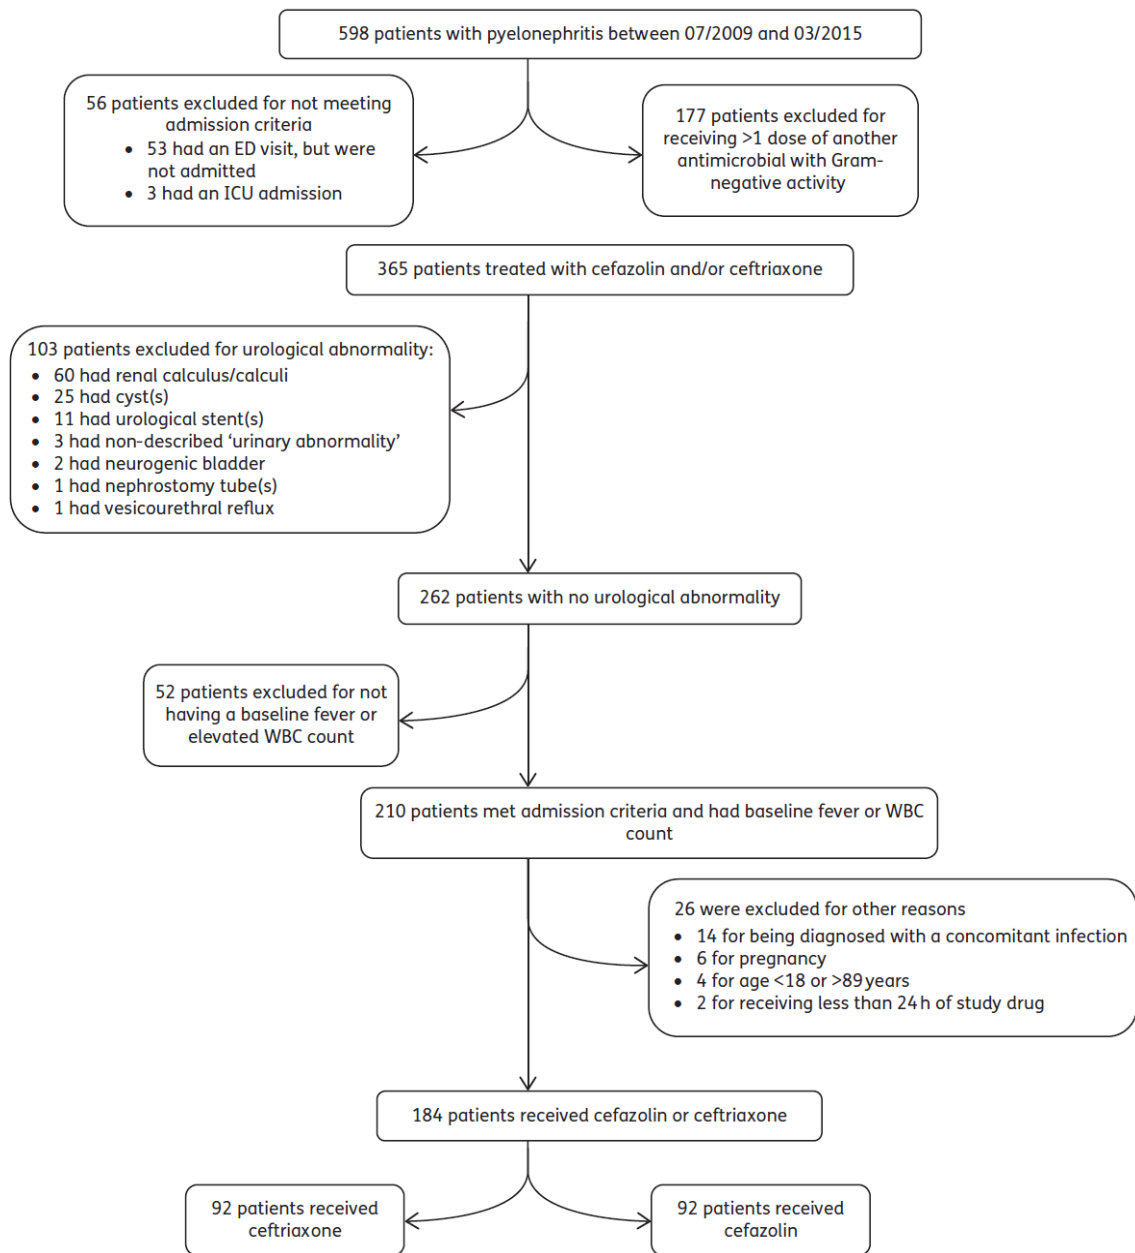 598 patients with pyelonephritis between 07/2009 and 03/2015
56 patients excluded for not meeting
admission criteria
• 53 had an ED visit, but were
not admitted
• 3 had an ICU admission
177 patients excluded for
receiving >1 dose of another
antimicrobial with Gram-
negative activity
365 patients treated with cefazolin and/or ceftriaxone
103 patients excluded for urological abnormality:
• 60 had renal calculus/calculi
• 25 had cyst(s)
• 11 had urological stent(s)
• 3 had non-described ‘urinary abnormality’
• 2 had neurogenic bladder
• 1 had nephrostomy tube(s)
• 1 had vesicourethral reflux
262 patients with no urological abnormality
52 patients excluded for not
having a baseline fever or
elevated WBC count
210 patients met admission criteria and had baseline fever or WBC
count
26 were excluded for other reasons
• 14 for being diagnosed with a concomitant infection
• 6 for pregnancy
• 4 for age <18 or >89 years
• 2 for receiving less than 24 h of study drug
184 patients received cefazolin or ceftriaxone
92 patients received
ceftriaxone
92 patients received
cefazolin